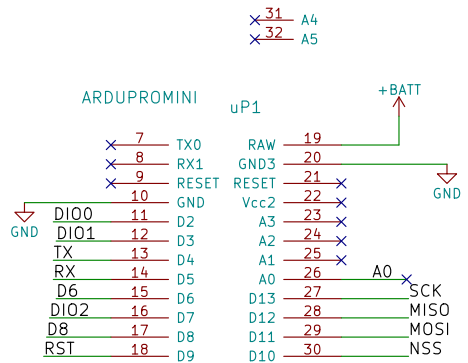 31 A4
32 A5
ARDUPROMINI uP1 +BATT
7 TX0 RAW 19
8 RX1 GND3 20
9 RESET RESET 21 GND
10 GND Vcc2 22
GND DIO0 11 D2 A3 23
DIO1 12 D3 A2 24
TX 13 D4 A1 25
RX 14 D5 A0 26 A0
D6 15 D6 D13 27 SCK
DIO2 16 D7 D12 28 MISO
D8 17 D8 D11 29 MOSI
RST 18 D9 D10 30 NSS